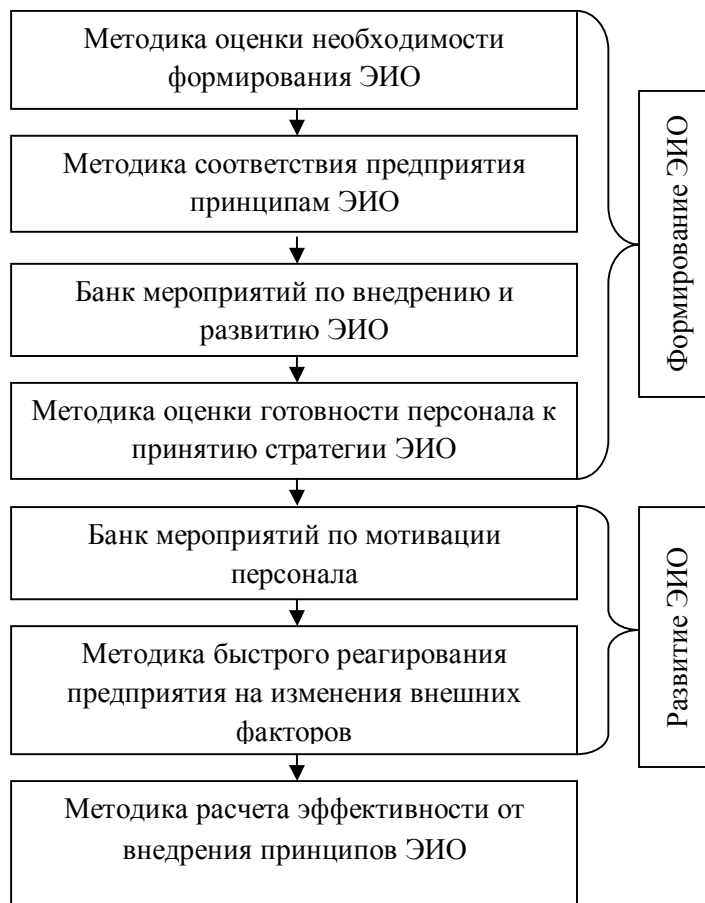 Методика оценки необходимости
формирования ЭИО
Методика соответствия предприятия
принципам ЭИО
Банк мероприятий по внедрению и
развитию ЭИО
Методика оценки готовности персонала к
принятию стратегии ЭИО
Формирование ЭИО
Банк мероприятий по мотивации
персонала
Методика быстрого реагирования
предприятия на изменения внешних
факторов
Развитие ЭИО
Методика расчета эффективности от
внедрения принципов ЭИО